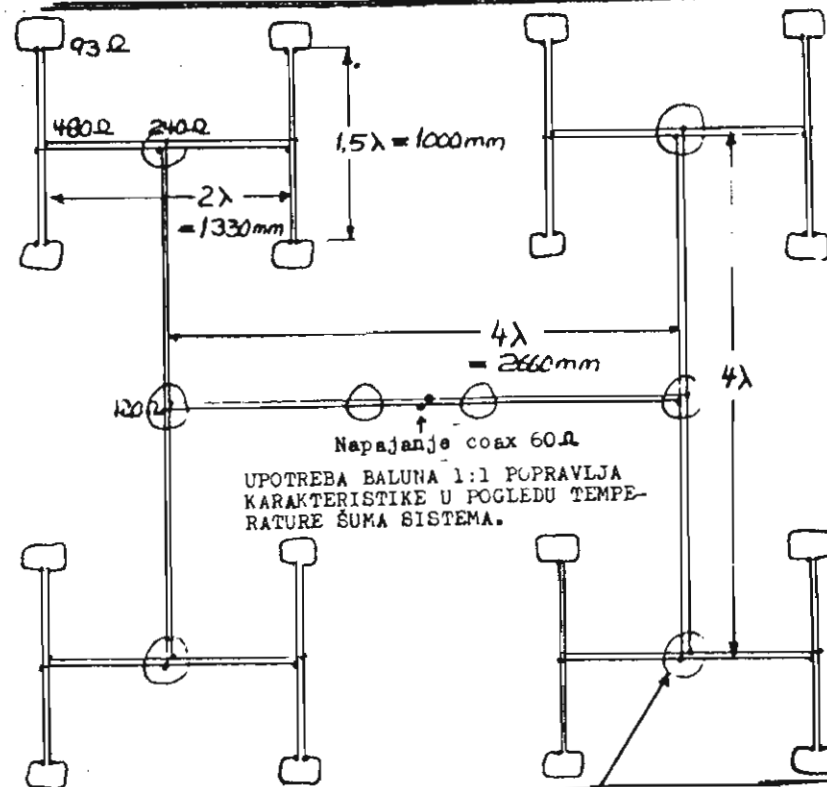 93Ω
480Ω
240Ω
1,5λ = 1000mm
2λ
= 1330mm
4λ
= 2660mm
4λ
120Ω
Napajanje coax 60Ω
UPOTREBA BALUNA 1:1 POPRAVLJA
KARAKTERISTIKE U POGLEDU TEMPE-
RATURE ŠUMA SISTEMA.